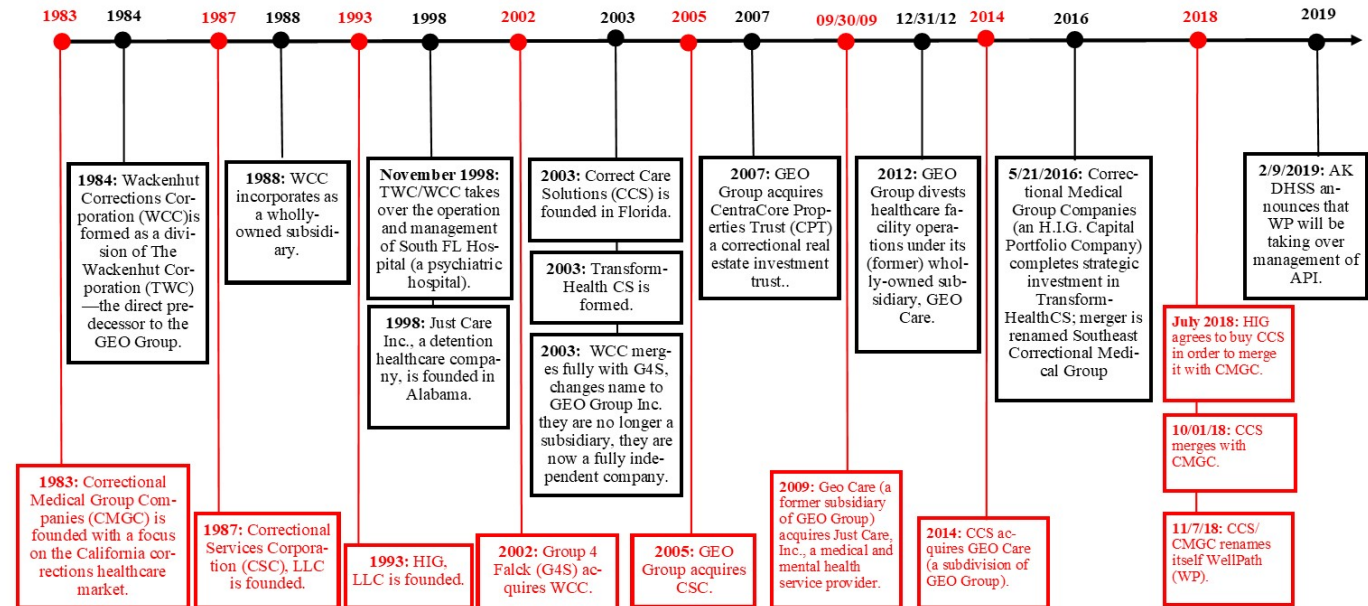 1983
1984
1987
1988
1993
1998
2002
2003
2005
2007
09/30/09
12/31/12
2014
2016
2018
2019
1984: Wackenhut
Corrections Corpo-
ration (WCC)is
formed as a divi-
sion of The
Wackenhut Cor-
poration (TWC)
—the direct pre-
decessor to the
GEO Group.
1988: WCC
incorporates as
a wholly-
owned subsidi-
ary.
November 1998:
TWC/WCC takes
over the operation
and management
of South FL Hos-
pital (a psychiatric
hospital).
1998: Just Care
Inc., a detention
healthcare compa-
ny, is founded in
Alabama.
2003: Correct Care
Solutions (CCS) is
founded in Florida.
2003: Transform-
Health CS is
formed.
2003: WCC merg-
es fully with G4S,
changes name to
GEO Group Inc.
they are no longer a
subsidiary, they are
now a fully inde-
pendent company.
2007: GEO
Group acquires
CentraCore Prop-
erties Trust (CPT)
a correctional real
estate investment
trust..
2012: GEO
Group divests
healthcare fa-
cility opera-
tions under its
(former) whol-
ly-owned sub-
sidiary, GEO
Care.
5/21/2016: Correc-
tional Medical
Group Companies
(an H.I.G. Capital
Portfolio Company)
completes strategic
investment in
Transform-
HealthCS; merger is
renamed Southeast
Correctional Medi-
cal Group
2/9/2019: AK
DHSS an-
nounces that
WP will be
taking over
management of
API.
July 2018: HIG
agrees to buy CCS
in order to merge
it with CMGC.
10/01/18: CCS
merges with
CMGC.
11/7/18: CCS/
CMGC renames
itself WellPath
(WP).
1983: Correctional
Medical Group Com-
panies (CMGC) is
founded with a focus
on the California cor-
rections healthcare
market.
1987: Correctional
Services Corpora-
tion (CSC), LLC
is founded.
1993: HIG,
LLC is founded.
2002: Group 4
Falck (G4S) ac-
quires WCC.
2005: GEO
Group acquires
CSC.
2009: Geo Care (a
former subsidiary
of GEO Group)
acquires Just Care,
Inc., a medical and
mental health
service provider.
2014: CCS ac-
quires GEO Care
(a subdivision of
GEO Group).